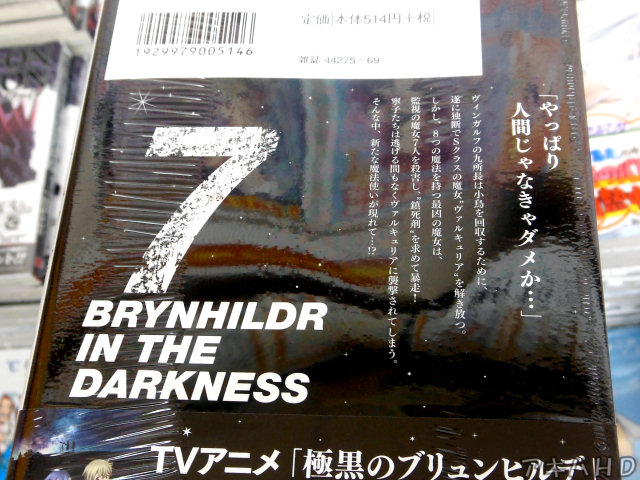 定価 本体514円+税
1929979005146
雑誌 44275-69
「やっぱり
人間じゃなきゃダメか…」
ヴィンガルフの九所長は小鳥を回収するために、
遂に独断でSクラスの魔女、“ヴァルキュリア”を解き放つ。
しかし、8つの魔法を持つ最凶の魔女は、
監視の魔女7人を殺害し、“鎮死剤”を求めて暴走!
寧子たちは逃げる間もなくヴァルキュリアに襲撃されてしまう。
そんな中、新たな魔法使いが現れて…!?
7
BRYNHILDR
IN THE
DARKNESS
TVアニメ「極黒のブリュンヒルデ
アキバHD